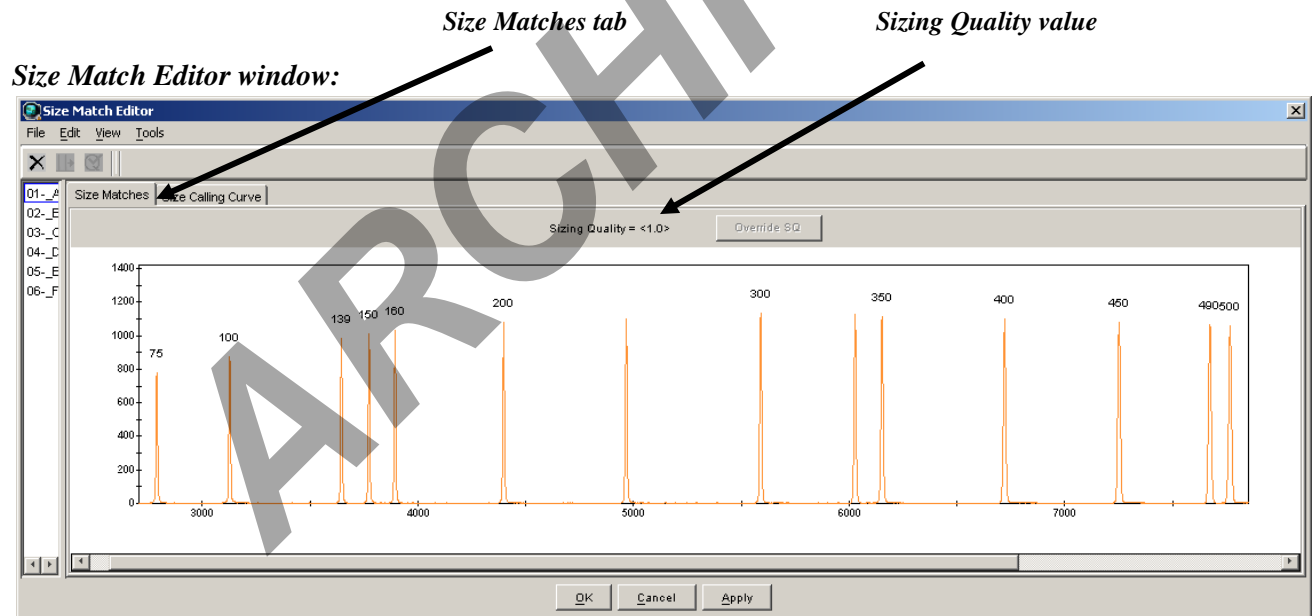 Size Matches tab Sizing Quality value
Size Match Editor window:
Size Match Editor
File Edit View Tools
Size Matches Size Calling Curve
Sizing Quality = <1.0> Override SQ
01-_A
02-_E
03-_C
04-_D
05-_E
06-_F
1400
1200
1000
800
600
400
200
0
75 100 139 150 160 200 300 350 400 450 490 500
3000 4000 5000 6000 7000
OK Cancel Apply